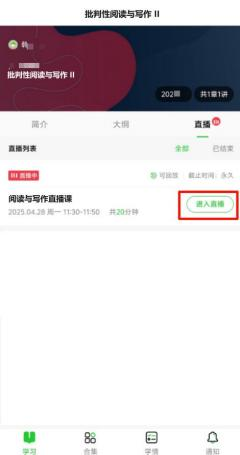 批判性阅读与写作 II
韩
批判性阅读与写作 II
202
共1章1讲
简介
大纲
直播
直播列表
全部
已结束
直播中
可回放
截止时间：永久
阅读与写作直播课
2025.04.28 周一 11:30-11:50 共20分钟
进入直播
学习
合集
学情
通知